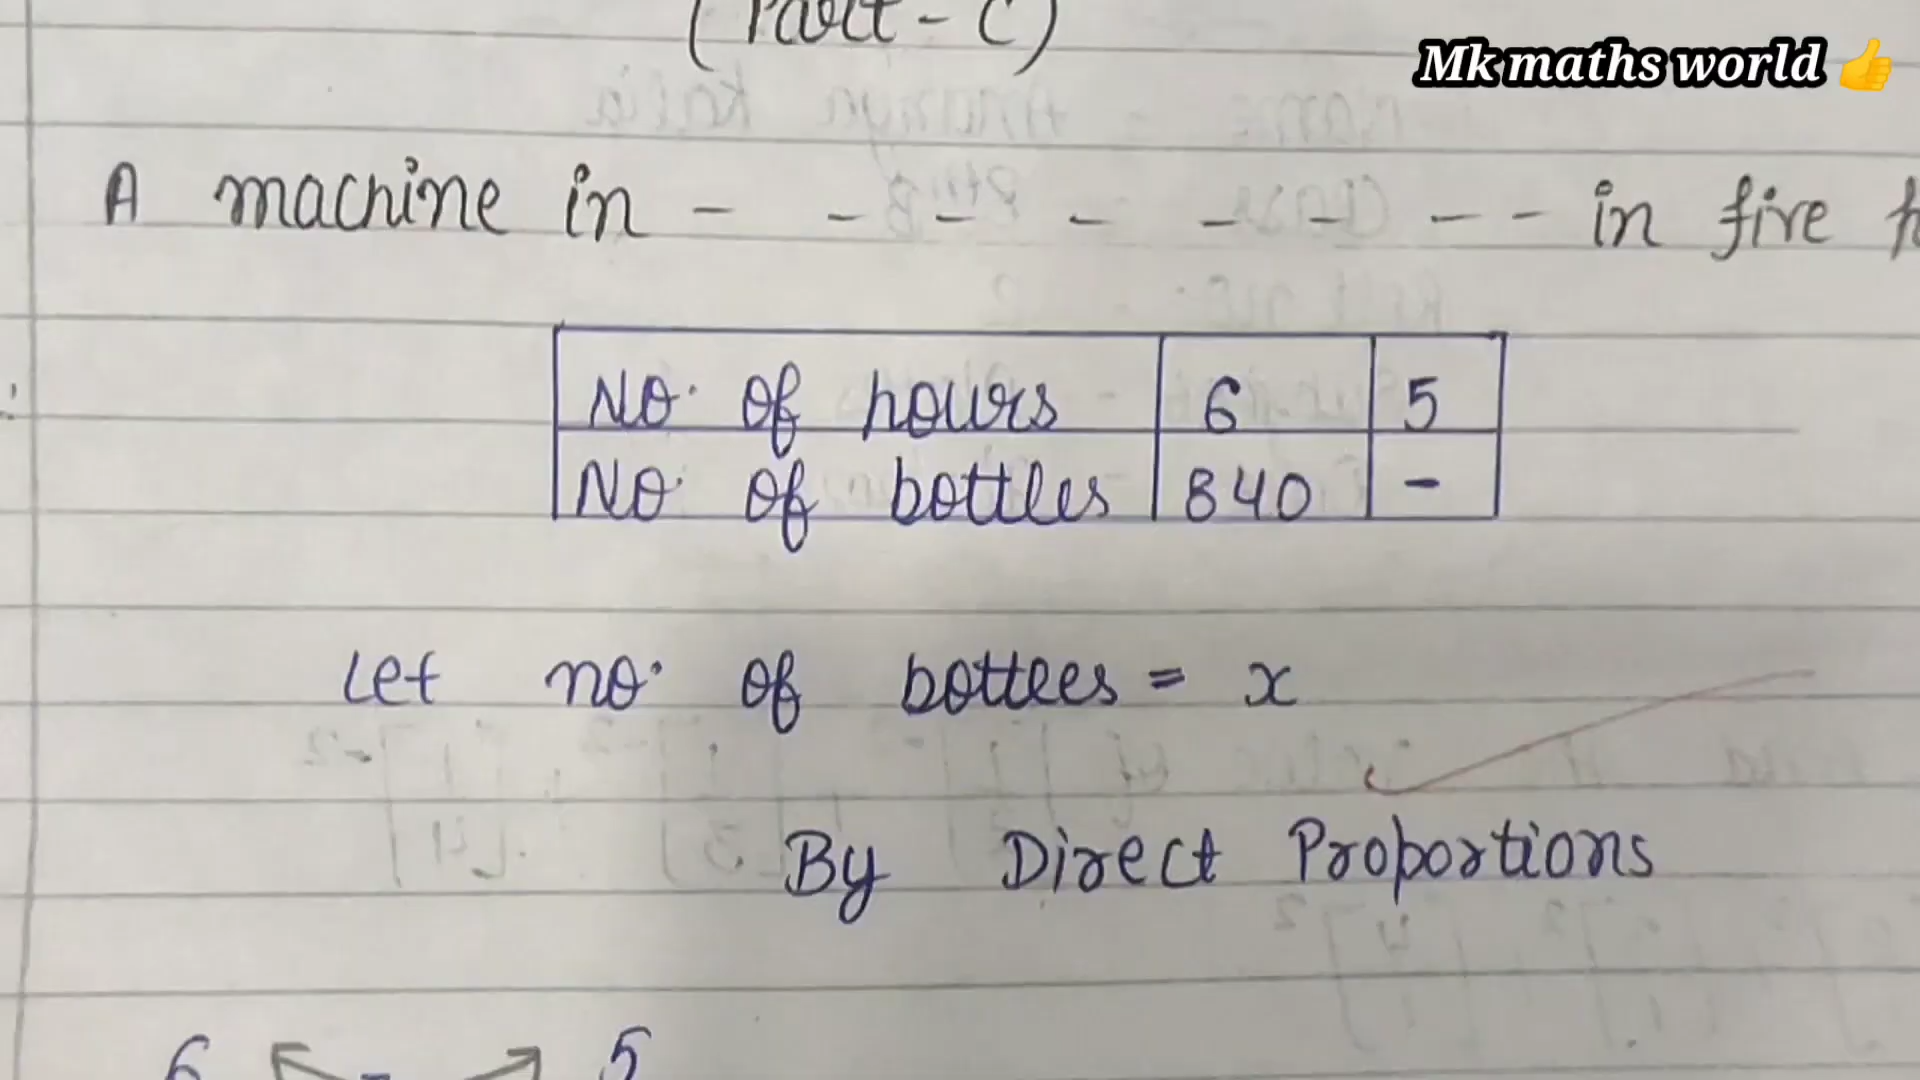 (Part - C)
Mk maths world 👍
A machine in - - - - - - - - in five
No. of hours 6 5
No. of bottles 840 -
Let no. of bottles = x
By Direct Proportions
6 5